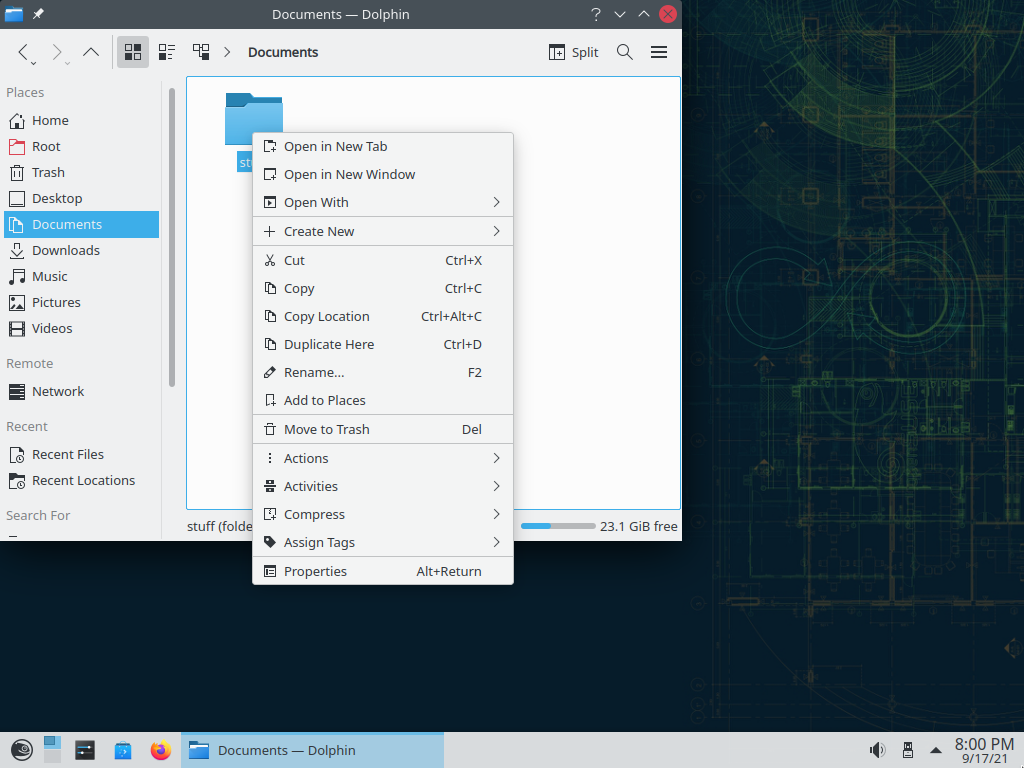 Documents — Dolphin
Documents
Split
Places
Home
Root
Trash
Desktop
Documents
Downloads
Music
Pictures
Videos
Remote
Network
Recent
Recent Files
Recent Locations
Search For
Open in New Tab
Open in New Window
Open With
Create New
Cut Ctrl+X
Copy Ctrl+C
Copy Location Ctrl+Alt+C
Duplicate Here Ctrl+D
Rename... F2
Add to Places
Move to Trash Del
Actions
Activities
Compress
Assign Tags
Properties Alt+Return
stuff (folde
23.1 GiB free
Documents — Dolphin
8:00 PM
9/17/21